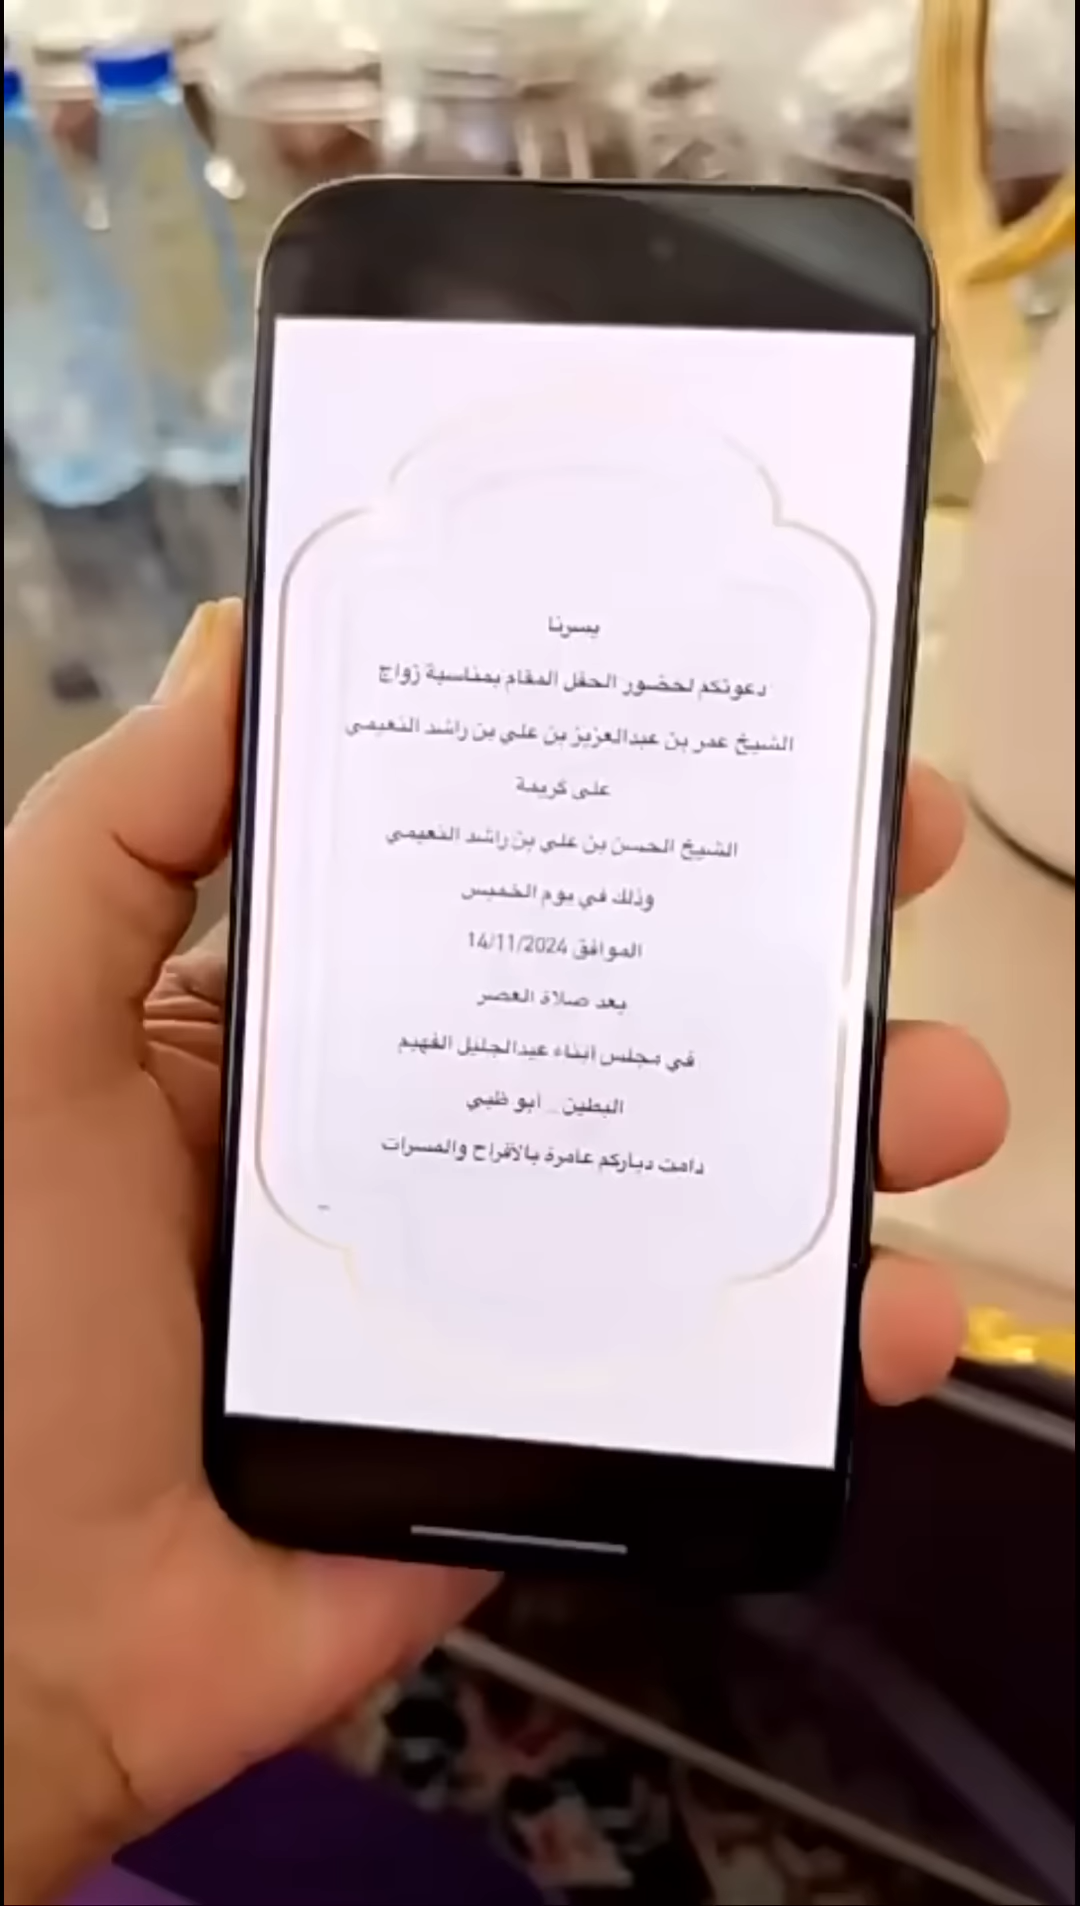 يسرنا
دعوتكم لحضور الحفل المقام بمناسبة زواج
الشيخ عمر بن عبدالعزيز بن علي بن راشد النعيمي
على كريمة
الشيخ الحسن بن علي بن راشد النعيمي
وذلك في يوم الخميس
الموافق 14/11/2024
بعد صلاة العصر
في مجلس أبناء عبدالجليل الفهيم
البطين _ أبو ظبي
دامت دياركم عامرة بالأفراح والمسرات